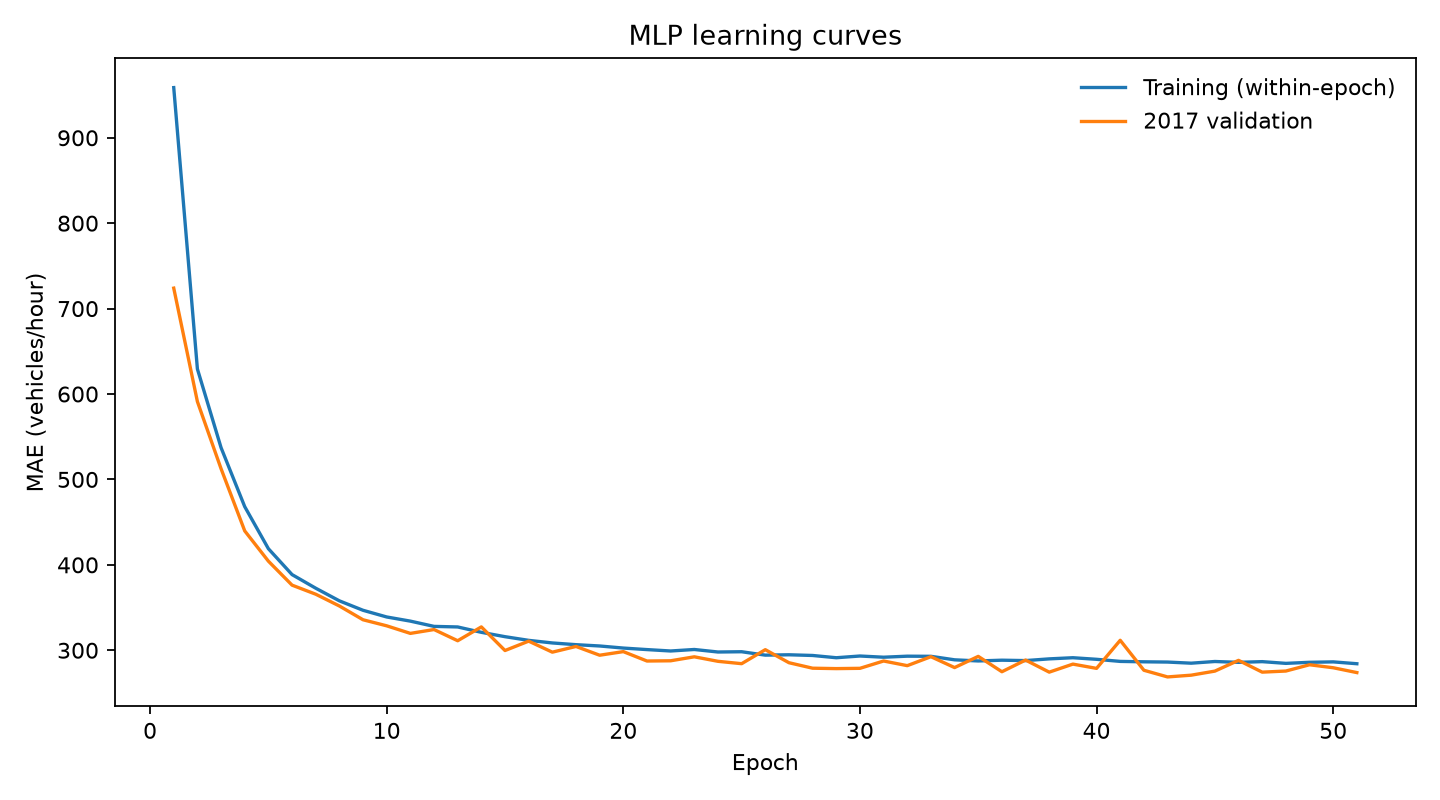 MLP learning curves
Training (within-epoch)
2017 validation
MAE (vehicles/hour)
900
800
700
600
500
400
300
0 10 20 30 40 50
Epoch